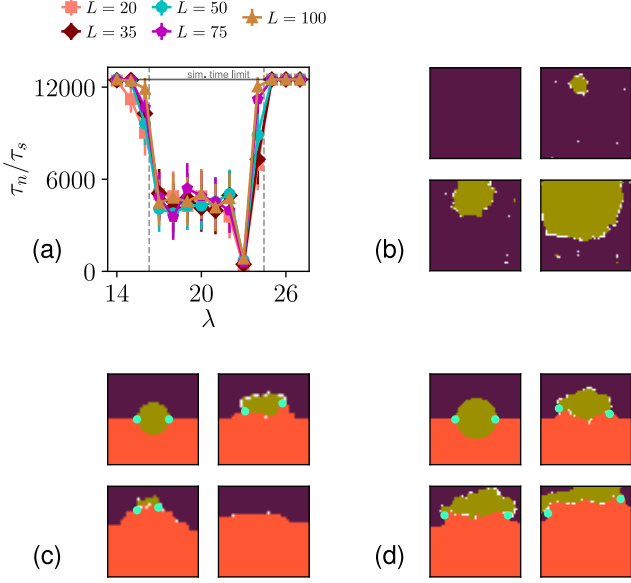 L = 20 L = 50 L = 100
L = 35 L = 75
sim. time limit
12000
6000
0
τn/τs
14 20 26
λ
(a)
(b)
(c)
(d)